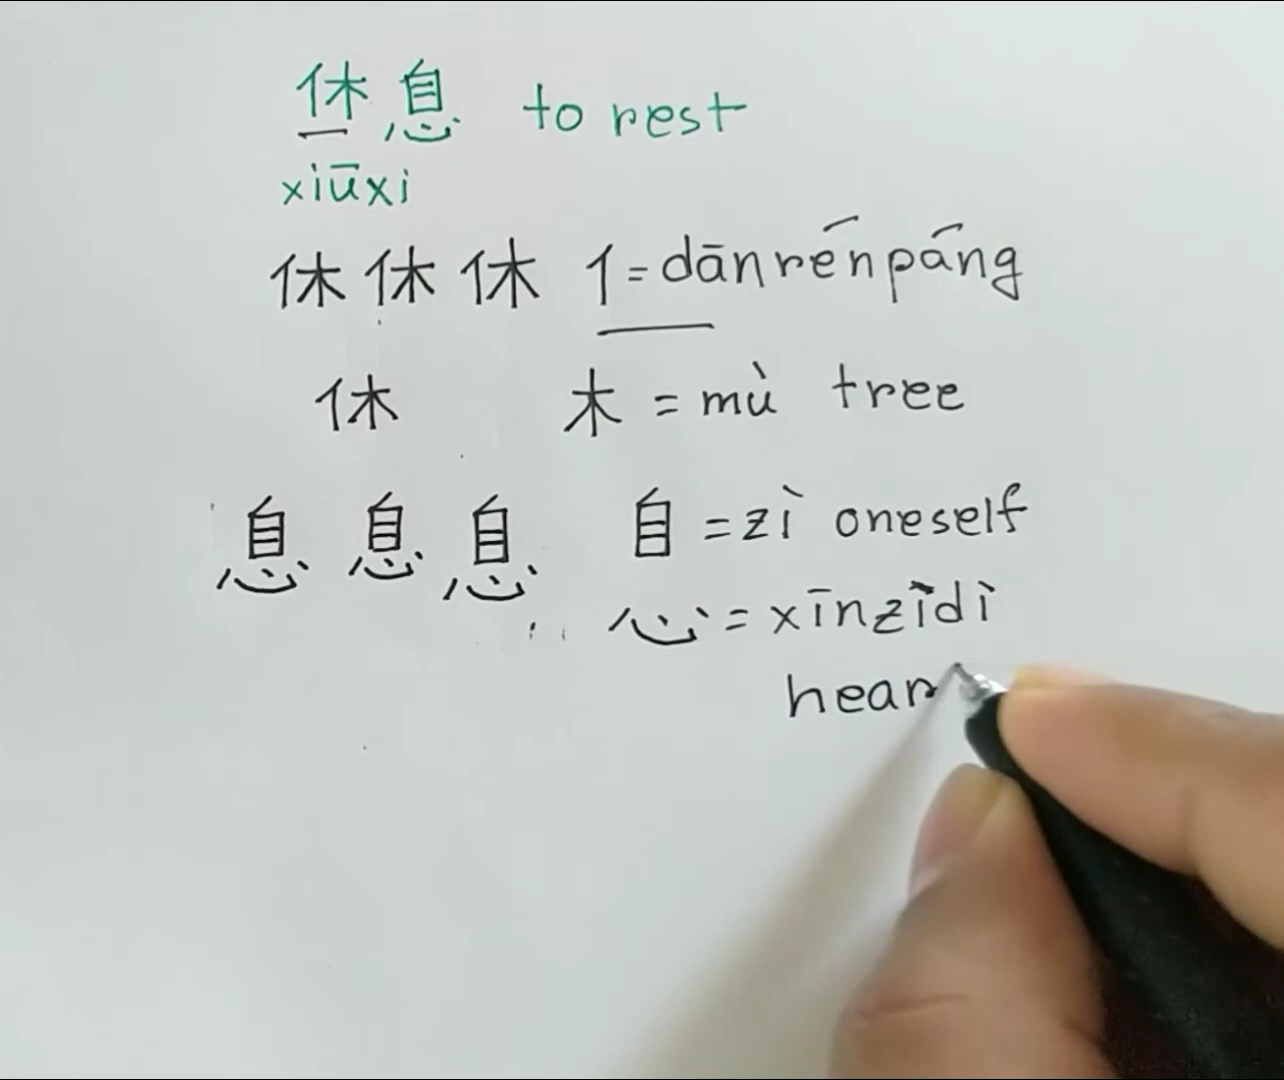 休息 to rest
xiūxi
休休休 亻=dānrénpáng
休 木 = mù tree
息 息 息 自 =zì oneself
心=xīnzìdǐ
hear